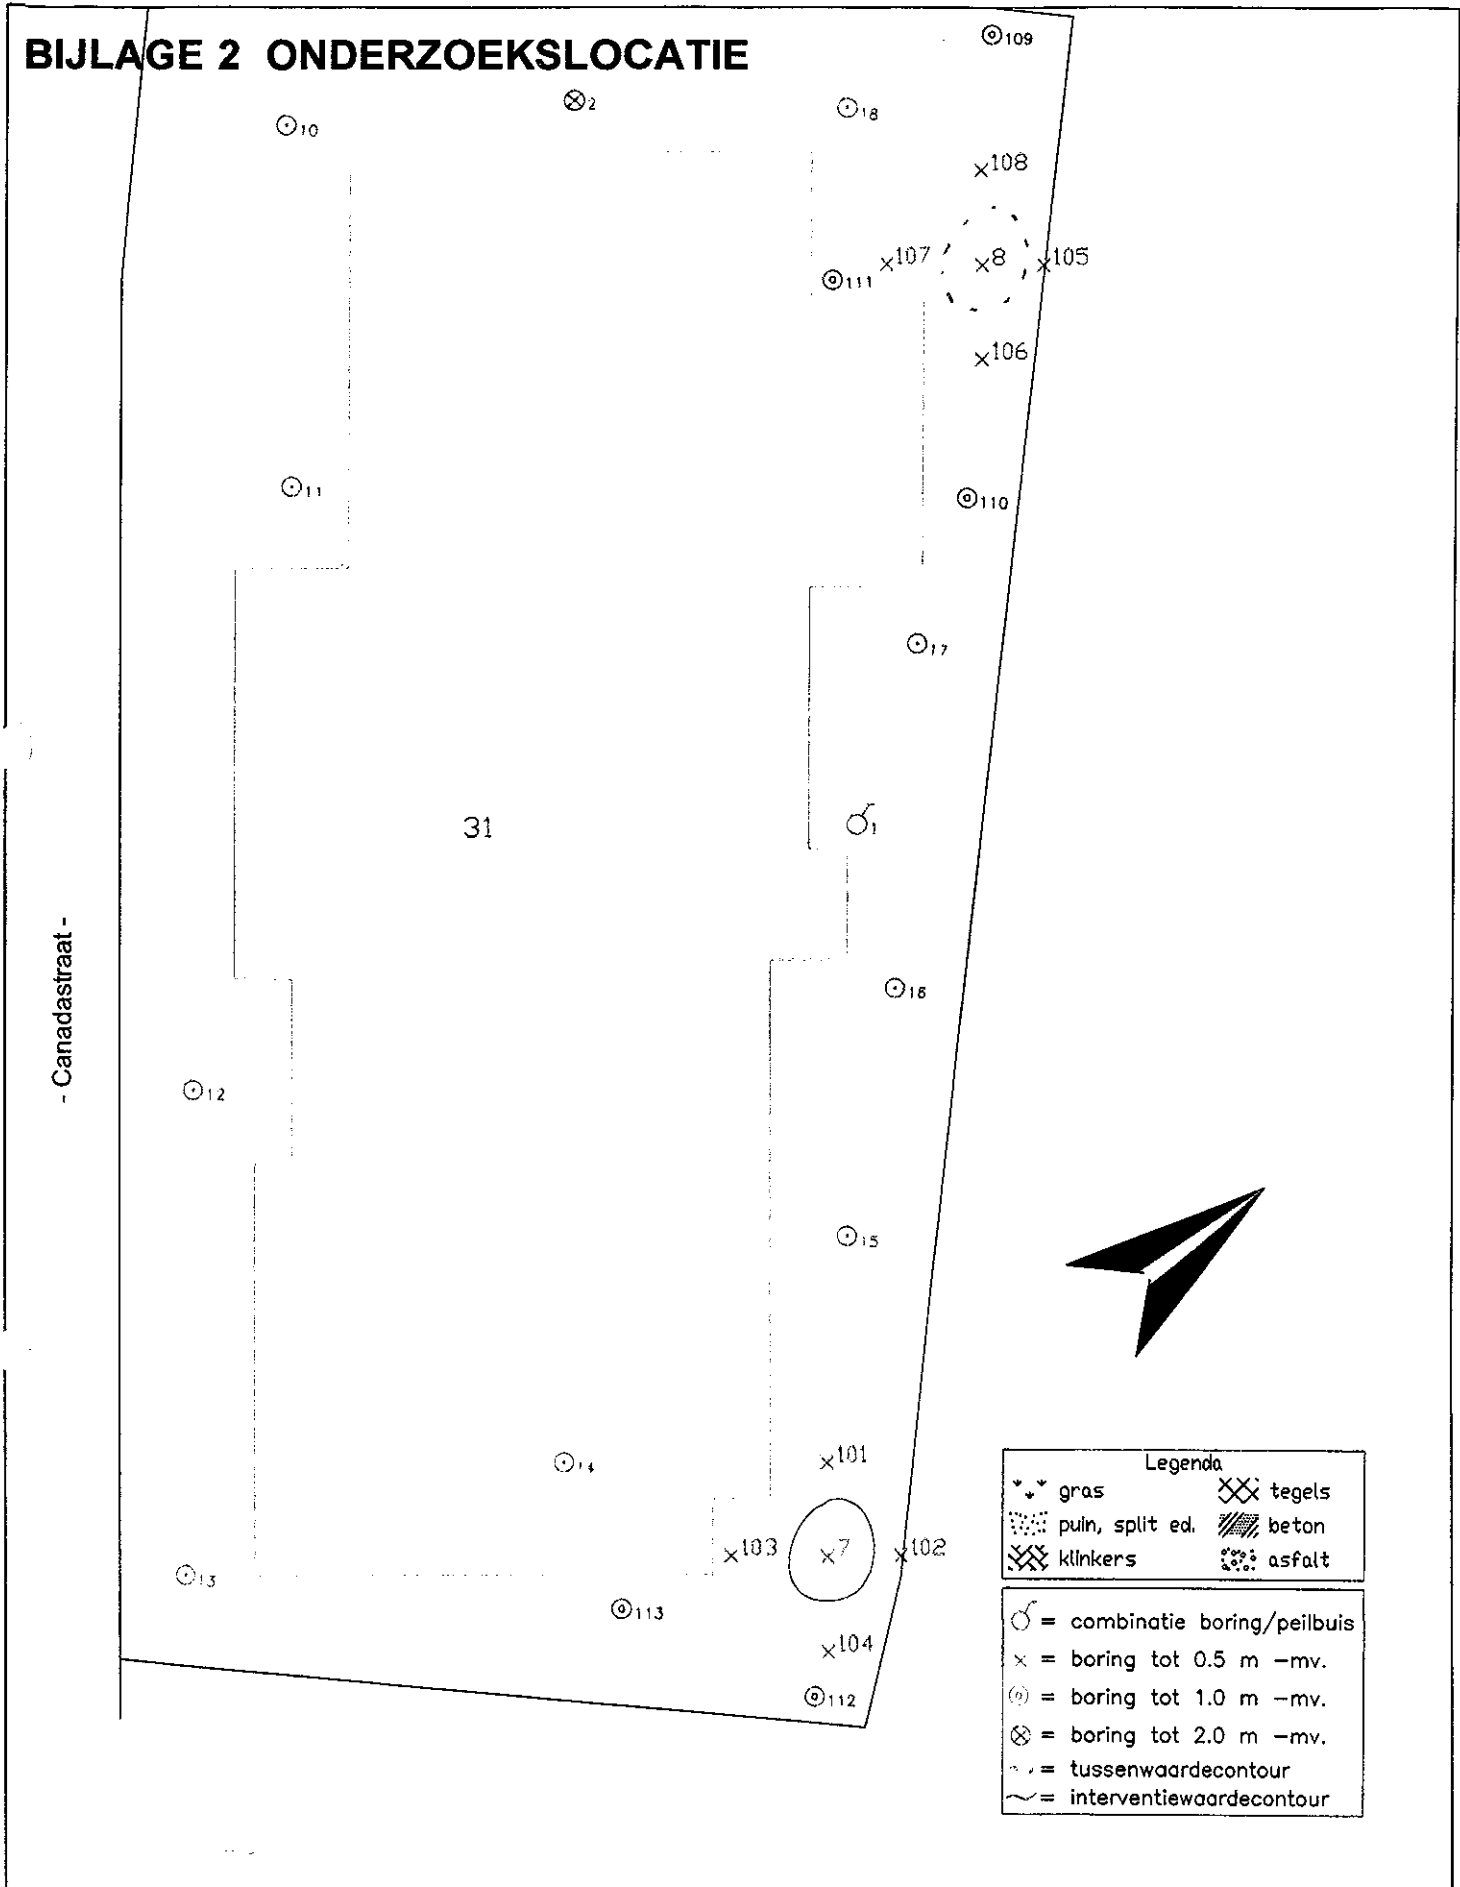 BIJLAGE 2 ONDERZOEKSLOCATIE
109
2
18
10
108
107
8
105
111
106
11
110
17
31
1
- Canadastraat -
16
12
15
101
14
103
7
102
13
113
104
112
Legenda
gras
tegels
puin, split ed.
beton
klinkers
asfalt
= combinatie boring/peilbuis
= boring tot 0.5 m -mv.
= boring tot 1.0 m -mv.
= boring tot 2.0 m -mv.
= tussenwaardecontour
= interventiewaardecontour